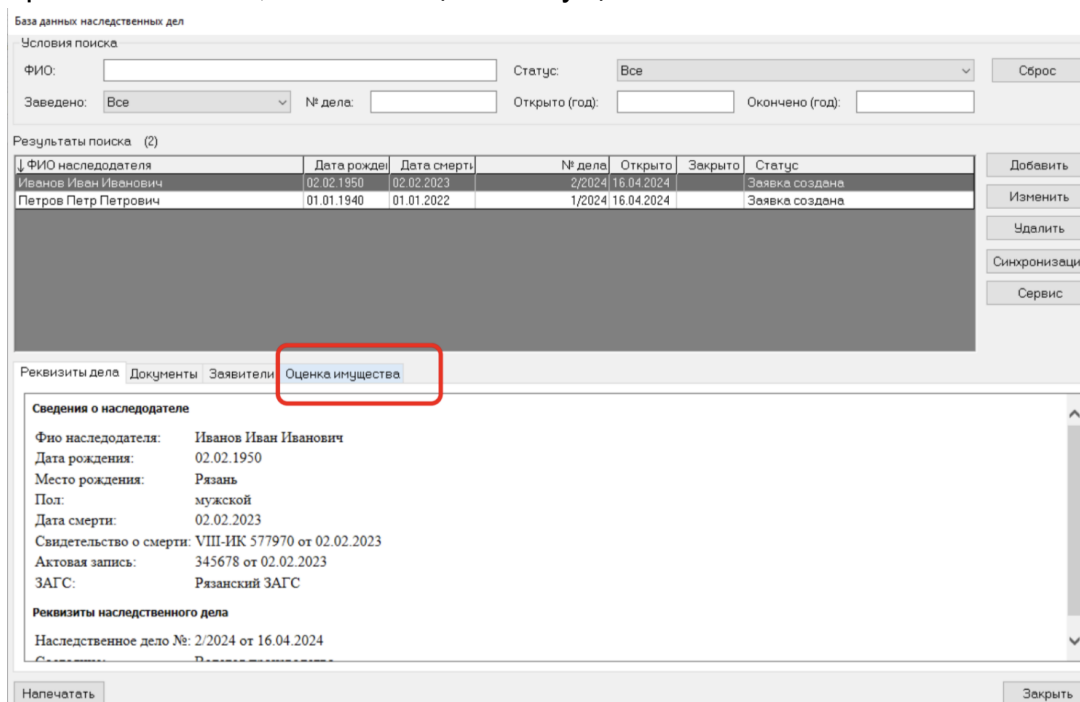 База данных наследственных дел
Условия поиска
ФИО: Статус: Все Сброс
Заведено: Все № дела: Открыто (год): Окончено (год):
Результаты поиска (2)
↓ ФИО наследодателя Дата рожде Дата смерть № дела Открыто Закрыто Статус Добавить
Иванов Иван Иванович 02.02.1950 02.02.2023 2/2024 16.04.2024 Заявка создана
Петров Петр Петрович 01.01.1940 01.01.2022 1/2024 16.04.2024 Заявка создана Изменить
Удалить
Синхронизаци
Сервис
Реквизиты дела Документы Заявители Оценка имущества
Сведения о наследодателе
Фио наследодателя: Иванов Иван Иванович
Дата рождения: 02.02.1950
Место рождения: Рязань
Пол: мужской
Дата смерти: 02.02.2023
Свидетельство о смерти: VIII-ИК 577970 от 02.02.2023
Актовая запись: 345678 от 02.02.2023
ЗАГС: Рязанский ЗАГС
Реквизиты наследственного дела
Наследственное дело №: 2/2024 от 16.04.2024
Напечатать Закрыть